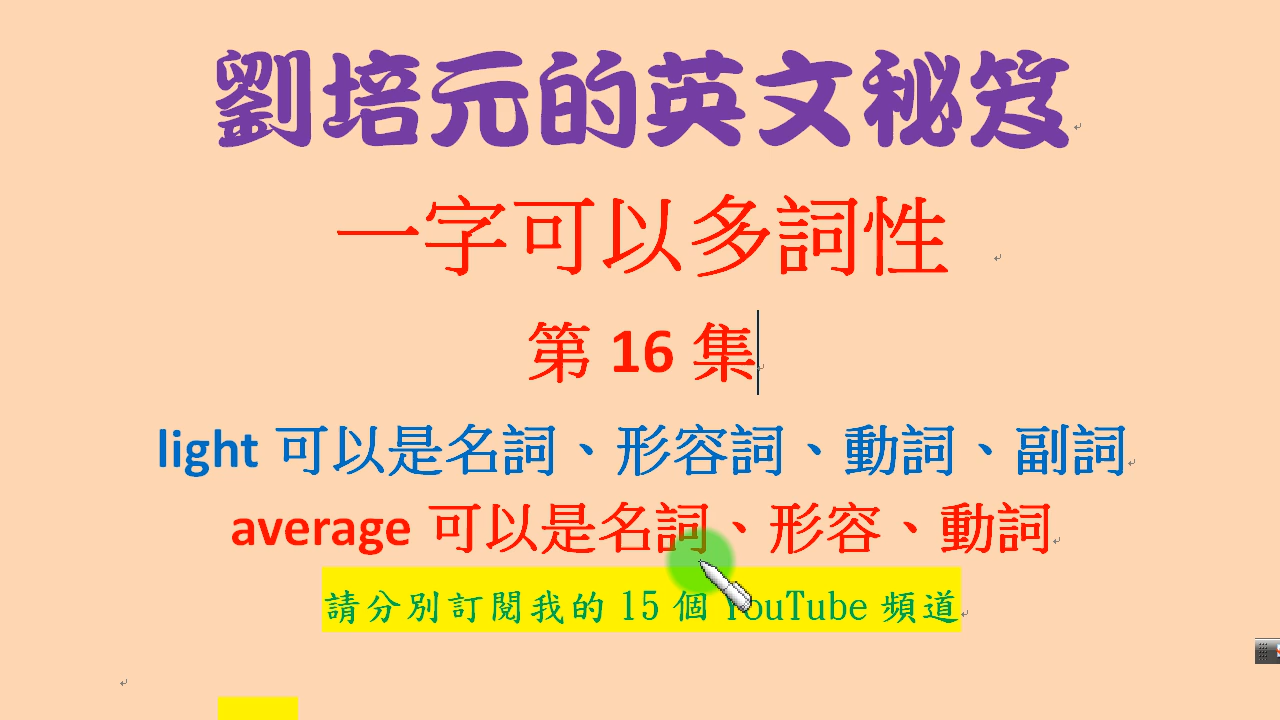 劉培元的英文秘笈
一字可以多詞性
第 16 集
light 可以是名詞、形容詞、動詞、副詞
average 可以是名詞、形容、動詞
請分別訂閱我的 15 個 YouTube 頻道